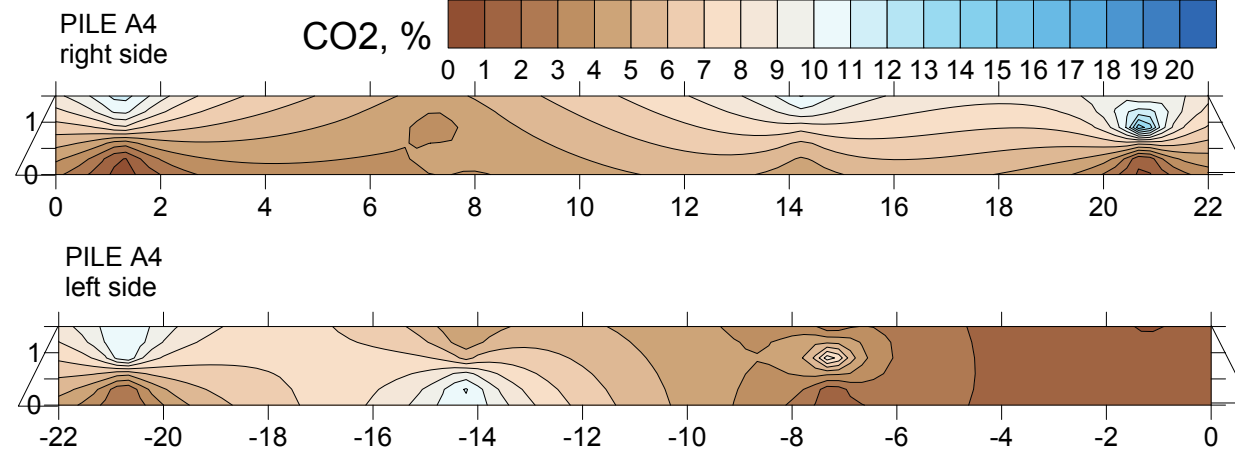 PILE A4
right side
CO2, %
0 1 2 3 4 5 6 7 8 9 10 11 12 13 14 15 16 17 18 19 20
1
0
0 2 4 6 8 10 12 14 16 18 20 22
PILE A4
left side
1
0
-22 -20 -18 -16 -14 -12 -10 -8 -6 -4 -2 0